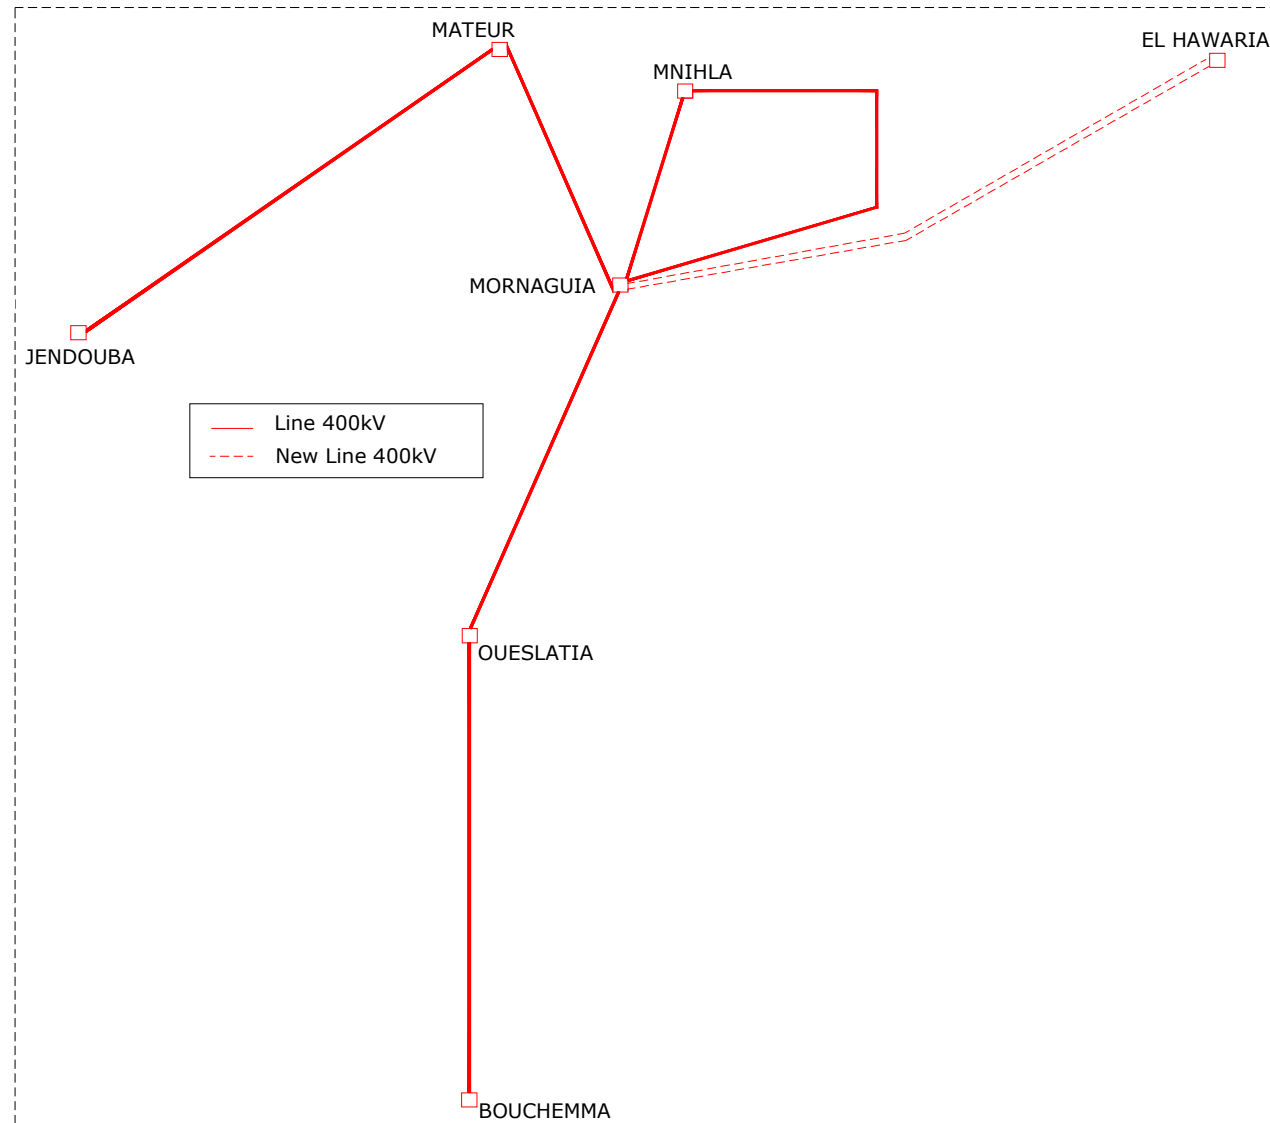 MATEUR
EL HAWARIA
MNIHLA
MORNAGUIA
JENDOUBA
Line 400kV
New Line 400kV
OUESLATIA
BOUCHEMMA